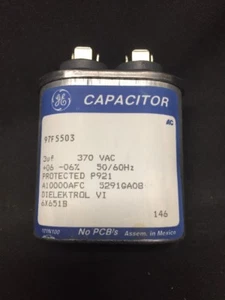 GE
CAPACITOR
97F5503
3uf 370 VAC
+06 -06% 50/60Hz
PROTECTED P921
A10000AFC 5291GA08
DIELEKTROL VI
6X651B
146
No PCB's Assem. in Mexico